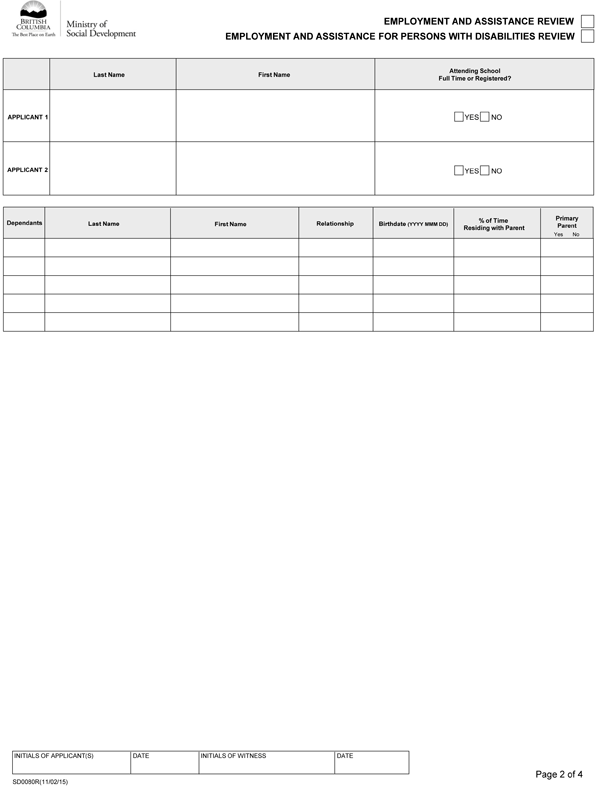 BRITISH
COLUMBIA
The Best Place on Earth
Ministry of
Social Development
EMPLOYMENT AND ASSISTANCE REVIEW
EMPLOYMENT AND ASSISTANCE FOR PERSONS WITH DISABILITIES REVIEW
Last Name
First Name
Attending School
Full Time or Registered?
APPLICANT 1
YES NO
APPLICANT 2
YES NO
Dependants
Last Name
First Name
Relationship
Birthdate (YYYY MMM DD)
% of Time
Residing with Parent
Primary
Parent
Yes No
INITIALS OF APPLICANT(S)
DATE
INITIALS OF WITNESS
DATE
SD0080R(11/02/15)
Page 2 of 4